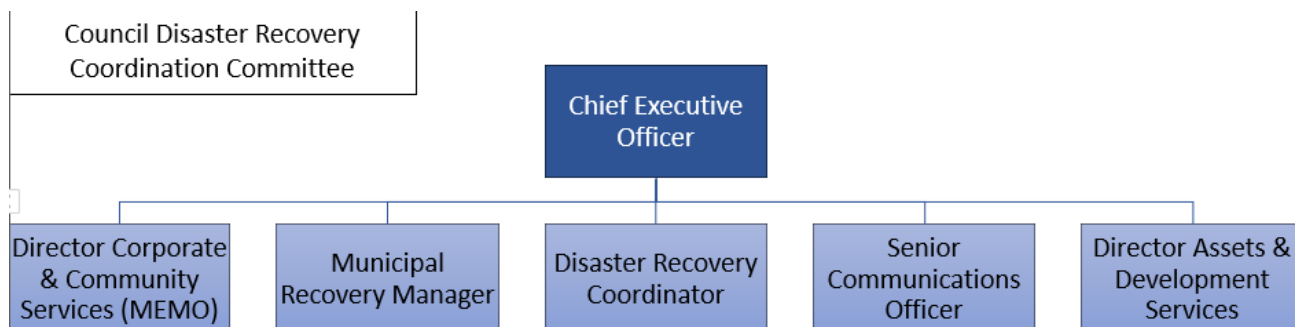 Council Disaster Recovery
Coordination Committee
Chief Executive
Officer
Director Corporate
& Community
Services (MEMO)
Municipal
Recovery Manager
Disaster Recovery
Coordinator
Senior
Communications
Officer
Director Assets &
Development
Services